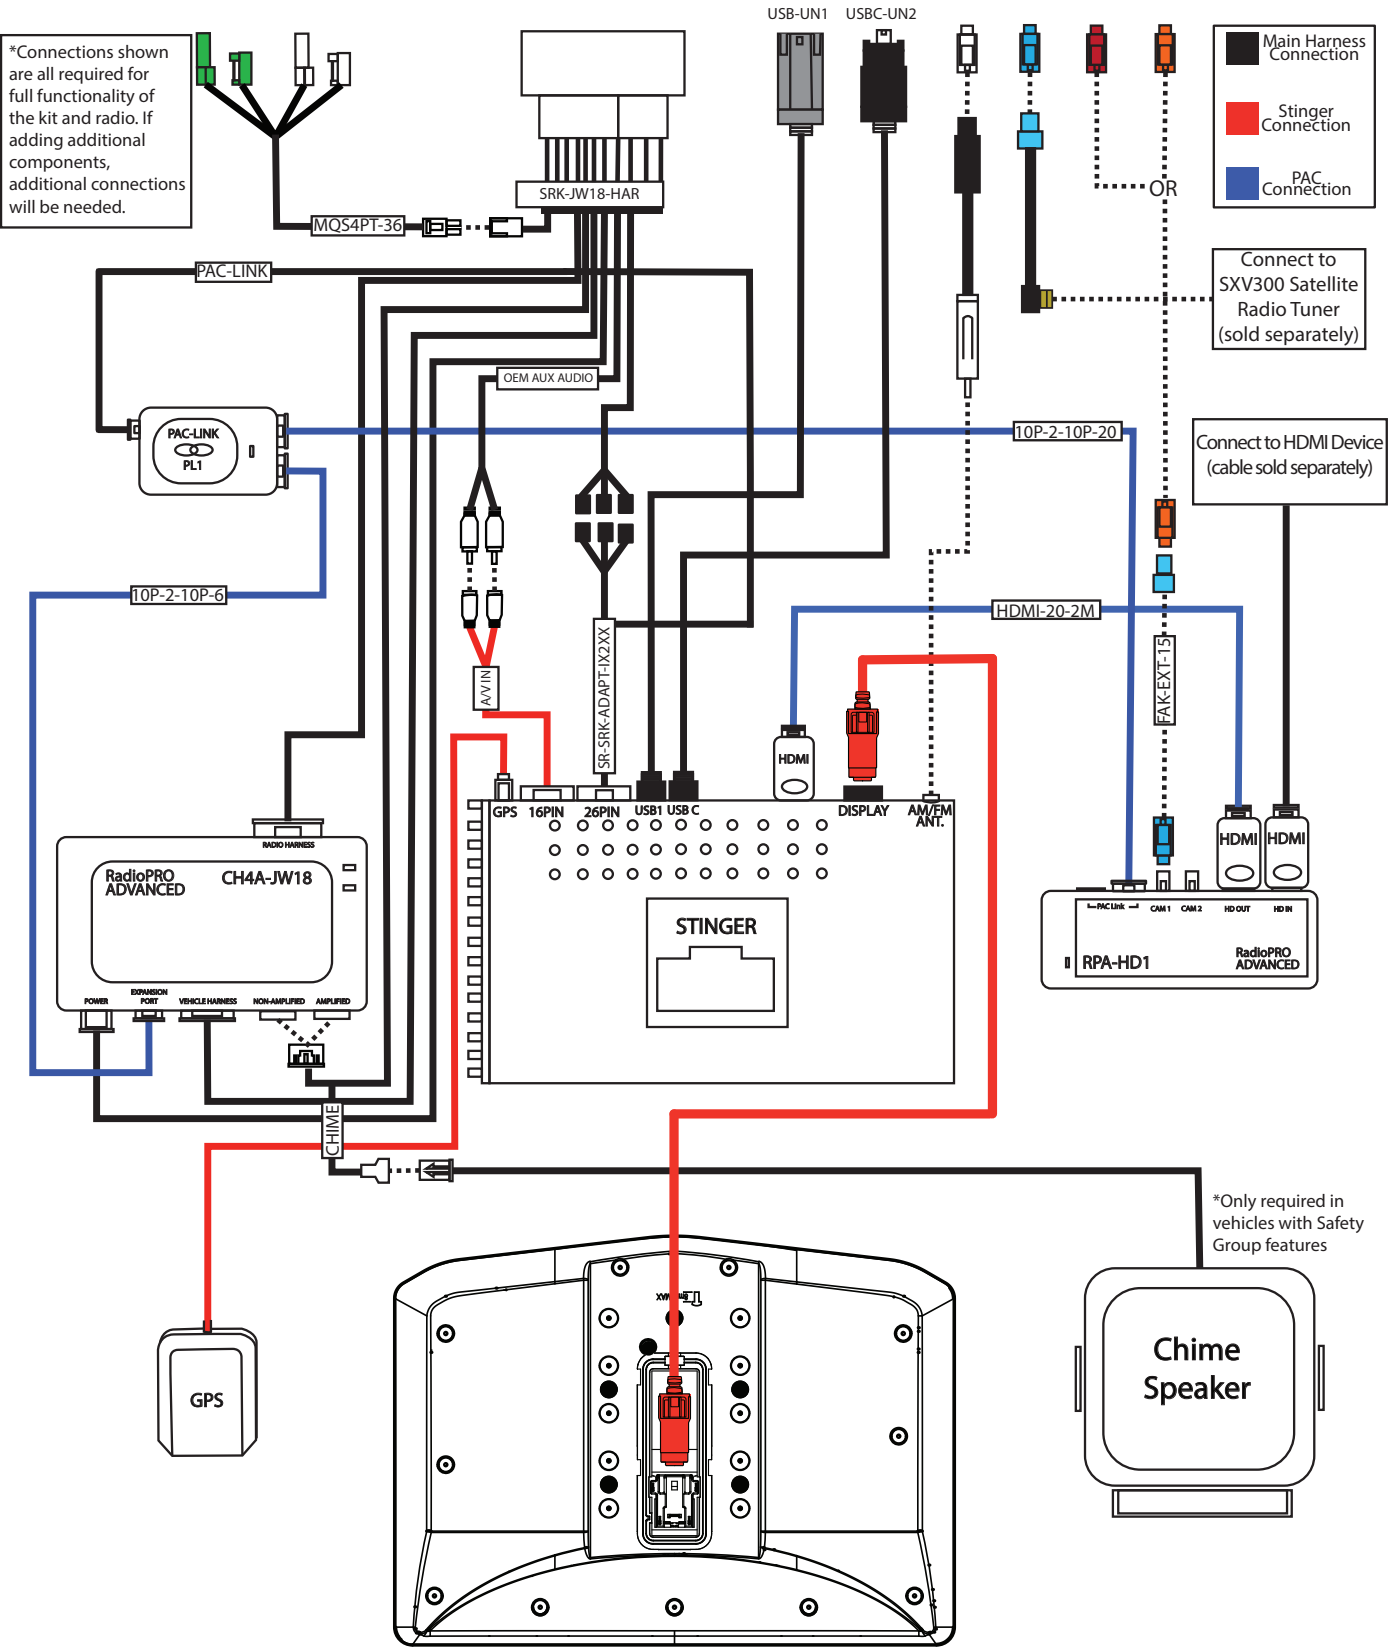 USB-UN1
USBC-UN2
*Connections shown
are all required for
full functionality of
the kit and radio. If
adding additional
components,
additional connections
will be needed.
Main Harness
Connection
Stinger
Connection
PAC
Connection
SRK-JW18-HAR
OR
MQS4PT-36
PAC-LINK
Connect to
SXV300 Satellite
Radio Tuner
(sold separately)
OEM AUX AUDIO
PAC-LINK
PL1
10P-2-10P-20
Connect to HDMI Device
(cable sold separately)
10P-2-10P-6
HDMI-20-2M
A/V IN
SR-SRK-ADAPT-IX2XX
FAK-EXT-15
HDMI
GPS
16PIN
26PIN
USB1
USB C
DISPLAY
AM/FM
ANT.
RADIO HARNESS
RadioPRO
ADVANCED
CH4A-JW18
HDMI
HDMI
STINGER
PAC Link
CAM 1
CAM 2
HD OUT
HD IN
RPA-HD1
RadioPRO
ADVANCED
POWER
EXPANSION
PORT
VEHICLE HARNESS
NON-AMPLIFIED
AMPLIFIED
CHIME
*Only required in
vehicles with Safety
Group features
GPS
Chime
Speaker